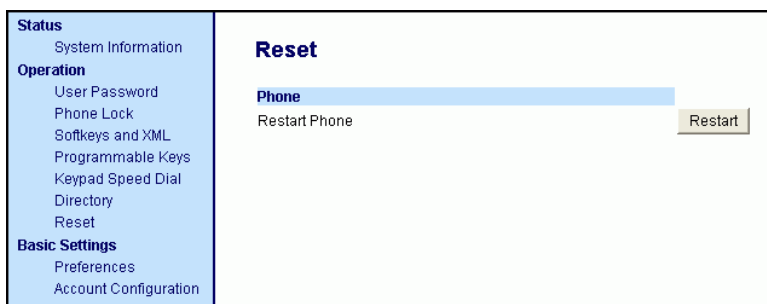 Status
System Information
Operation
User Password
Phone Lock
Softkeys and XML
Programmable Keys
Keypad Speed Dial
Directory
Reset
Basic Settings
Preferences
Account Configuration
Reset
Phone
Restart Phone
Restart